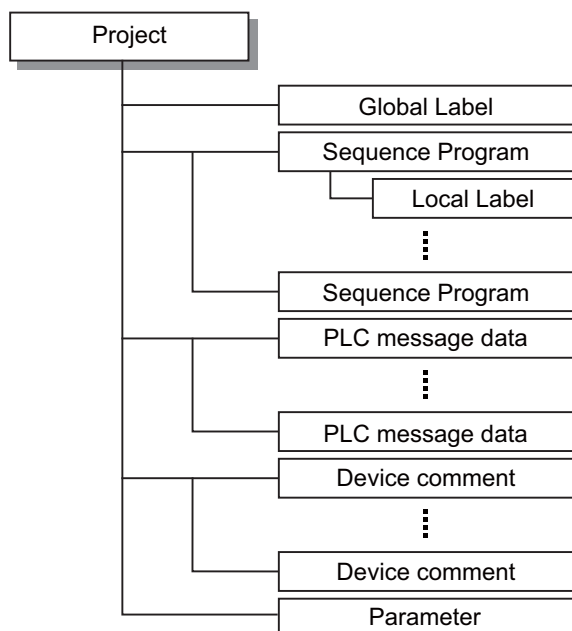 Project
Global Label
Sequence Program
Local Label
Sequence Program
PLC message data
PLC message data
Device comment
Device comment
Parameter